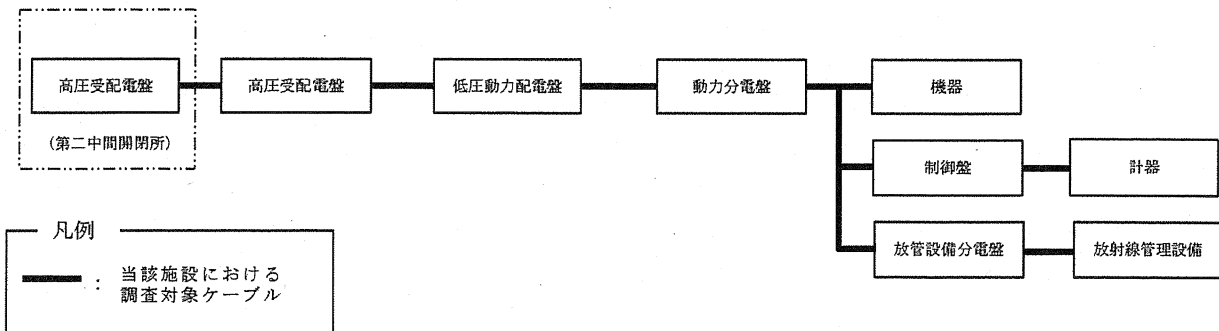 高圧受配電盤
高圧受配電盤
低圧動力配電盤
動力分電盤
機器
(第二中間開閉所)
制御盤
計器
放管設備分電盤
放射線管理設備
凡例
: 当該施設における
調査対象ケーブル